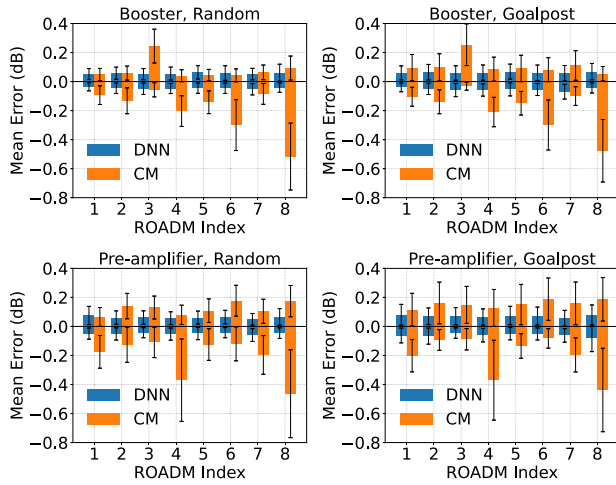 Booster, Random
Mean Error (dB)
0.4
0.2
0.0
−0.2
−0.4
−0.6
−0.8
DNN
CM
1 2 3 4 5 6 7 8
ROADM Index
Booster, Goalpost
Mean Error (dB)
0.4
0.2
0.0
−0.2
−0.4
−0.6
−0.8
DNN
CM
1 2 3 4 5 6 7 8
ROADM Index
Pre-amplifier, Random
Mean Error (dB)
0.4
0.2
0.0
−0.2
−0.4
−0.6
−0.8
DNN
CM
1 2 3 4 5 6 7 8
ROADM Index
Pre-amplifier, Goalpost
Mean Error (dB)
0.4
0.2
0.0
−0.2
−0.4
−0.6
−0.8
DNN
CM
1 2 3 4 5 6 7 8
ROADM Index